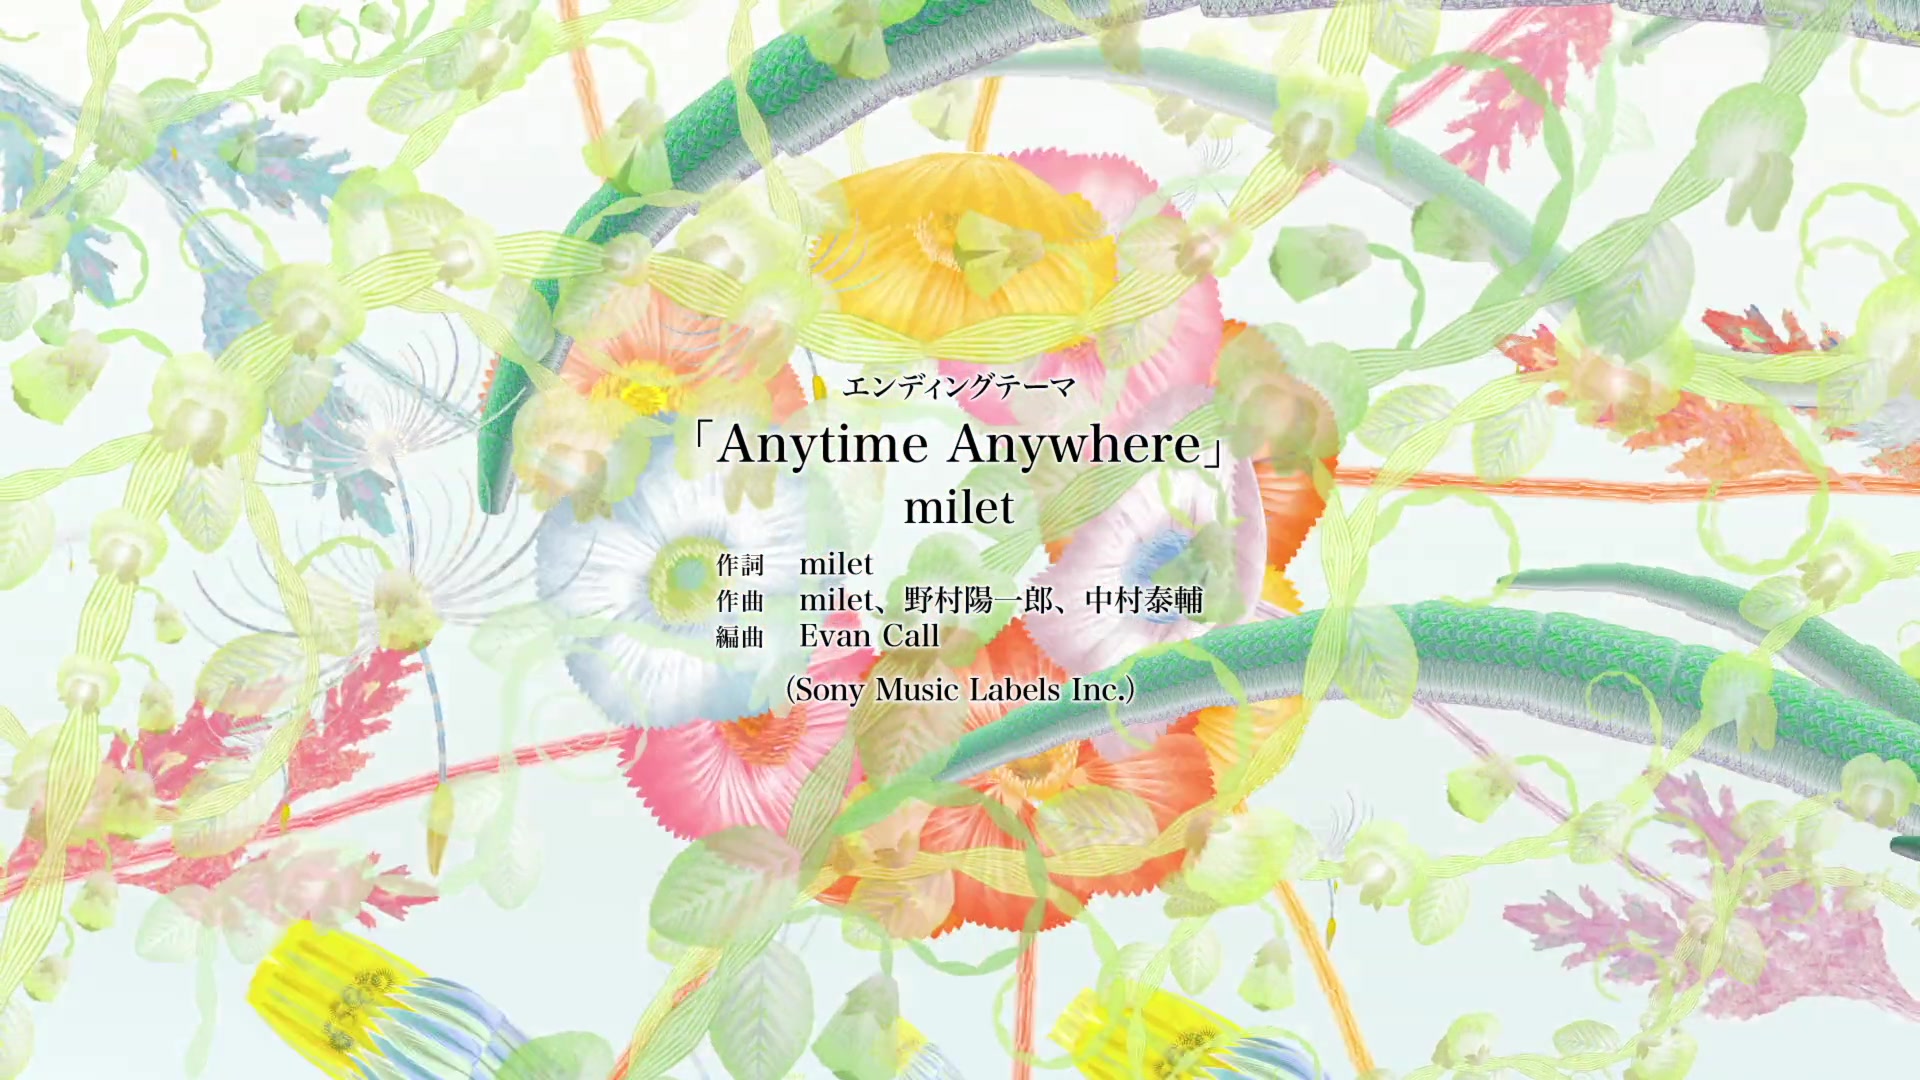 エンディングテーマ
「Anytime Anywhere」
milet
作詞 milet
作曲 milet、野村陽一郎、中村泰輔
編曲 Evan Call
(Sony Music Labels Inc.)